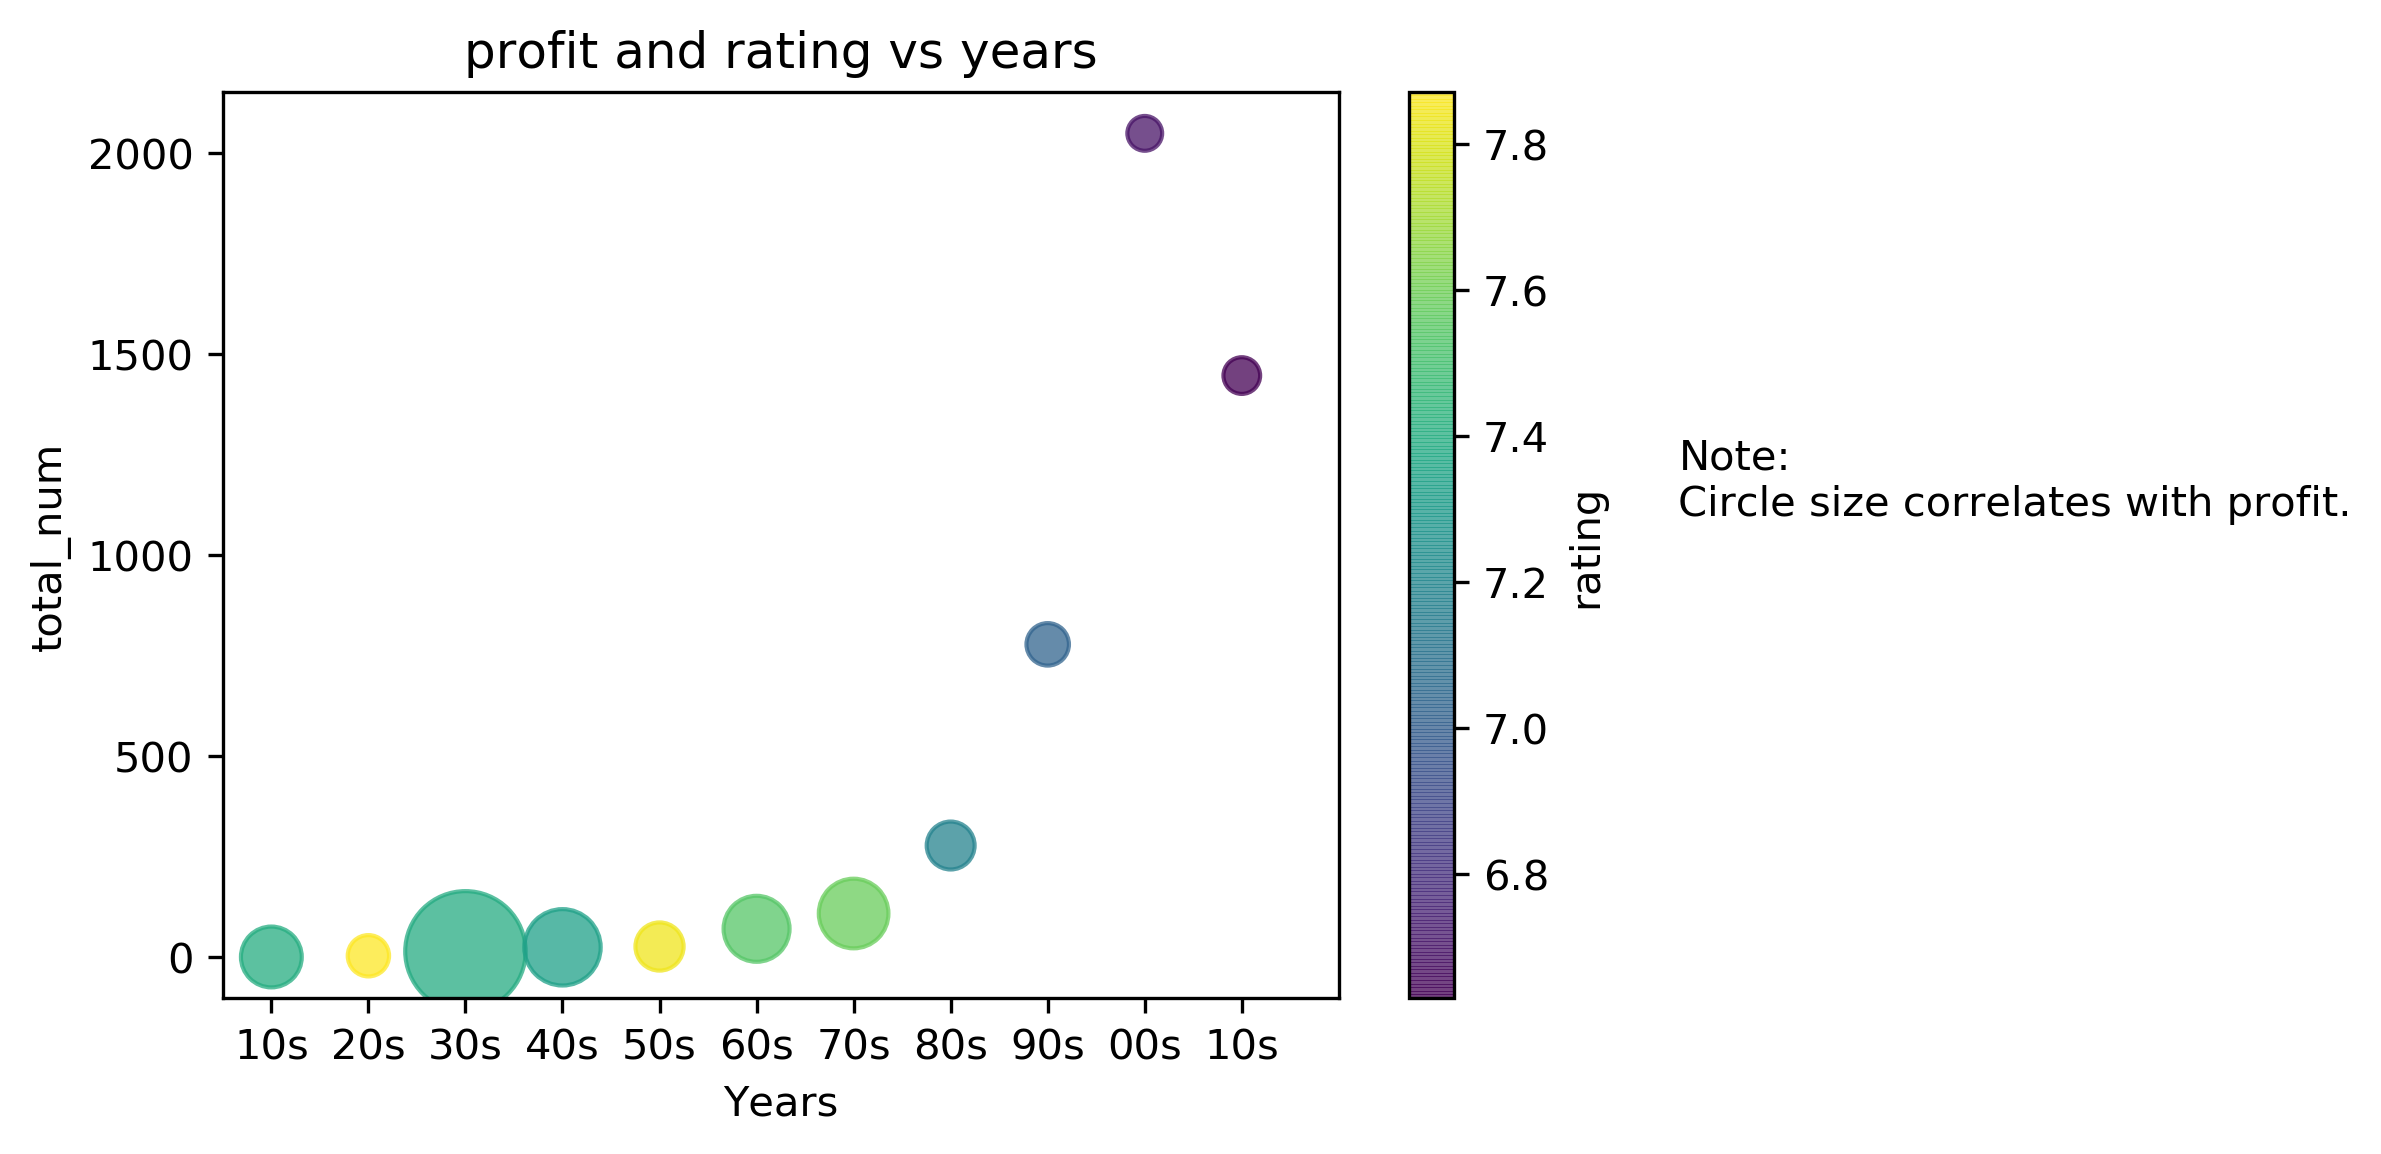 profit and rating vs years
2000
1500
1000
500
0
total_num
10s 20s 30s 40s 50s 60s 70s 80s 90s 00s 10s
Years
7.8
7.6
7.4
7.2
7.0
6.8
rating
Note:
Circle size correlates with profit.